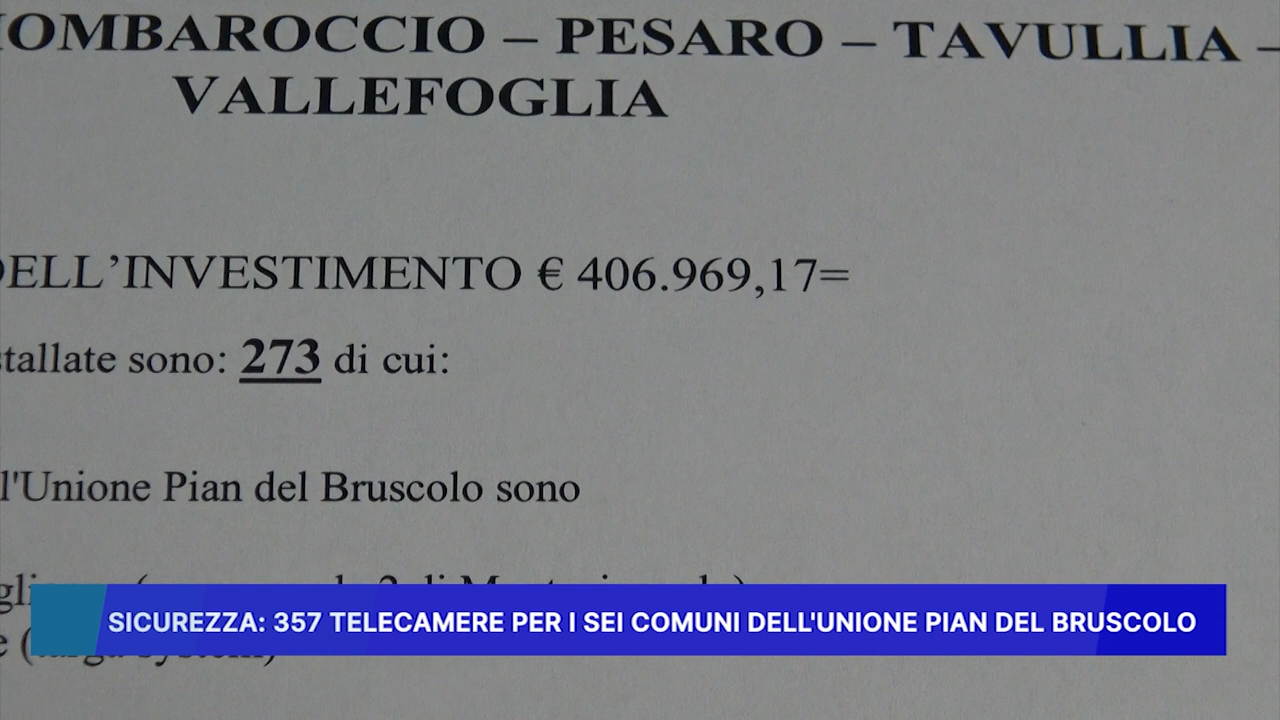 IOMBAROCCIO – PESARO – TAVULLIA –
VALLEFOGLIA
DELL’INVESTIMENTO € 406.969,17=
stallate sono: 273 di cui:
l'Unione Pian del Bruscolo sono
SICUREZZA: 357 TELECAMERE PER I SEI COMUNI DELL'UNIONE PIAN DEL BRUSCOLO